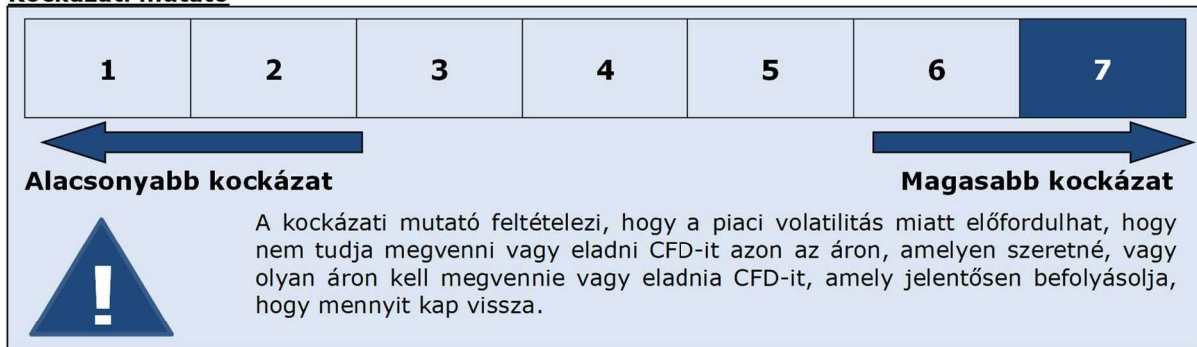 Kockázati mutató
1 2 3 4 5 6 7
Alacsonyabb kockázat Magasabb kockázat
A kockázati mutató feltételezi, hogy a piaci volatilitás miatt előfordulhat, hogy
nem tudja megvenni vagy eladni CFD-it azon az áron, amelyen szeretné, vagy
olyan áron kell megvennie vagy eladnia CFD-it, amely jelentősen befolyásolja,
hogy mennyit kap vissza.
!